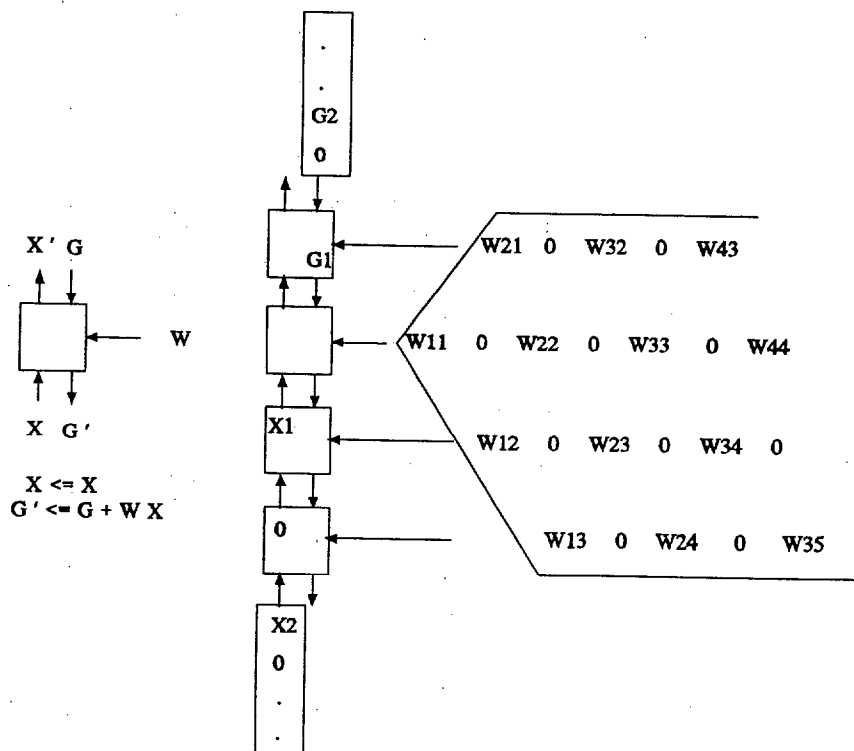 .
.
.
G2
0
W21 0 W32 0 W43
X' G
G1
W
W11 0 W22 0 W33 0 W44
X G'
X1
W12 0 W23 0 W34 0
X <= X
G' <= G + W X
0
W13 0 W24 0 W35
X2
0
.
.